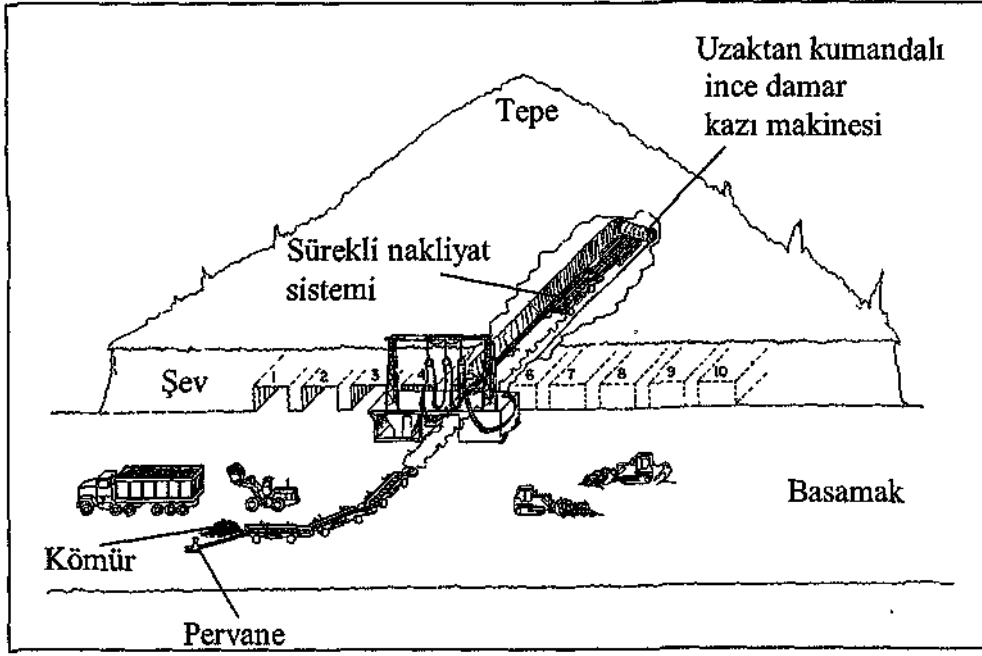 Uzaktan kumandalı
ince damar
kazı makinesi
Tepe
Sürekli nakliyat
sistemi
Şev
1 2 3 4 5 6 7 8 9 10
Basamak
Kömür
Pervane